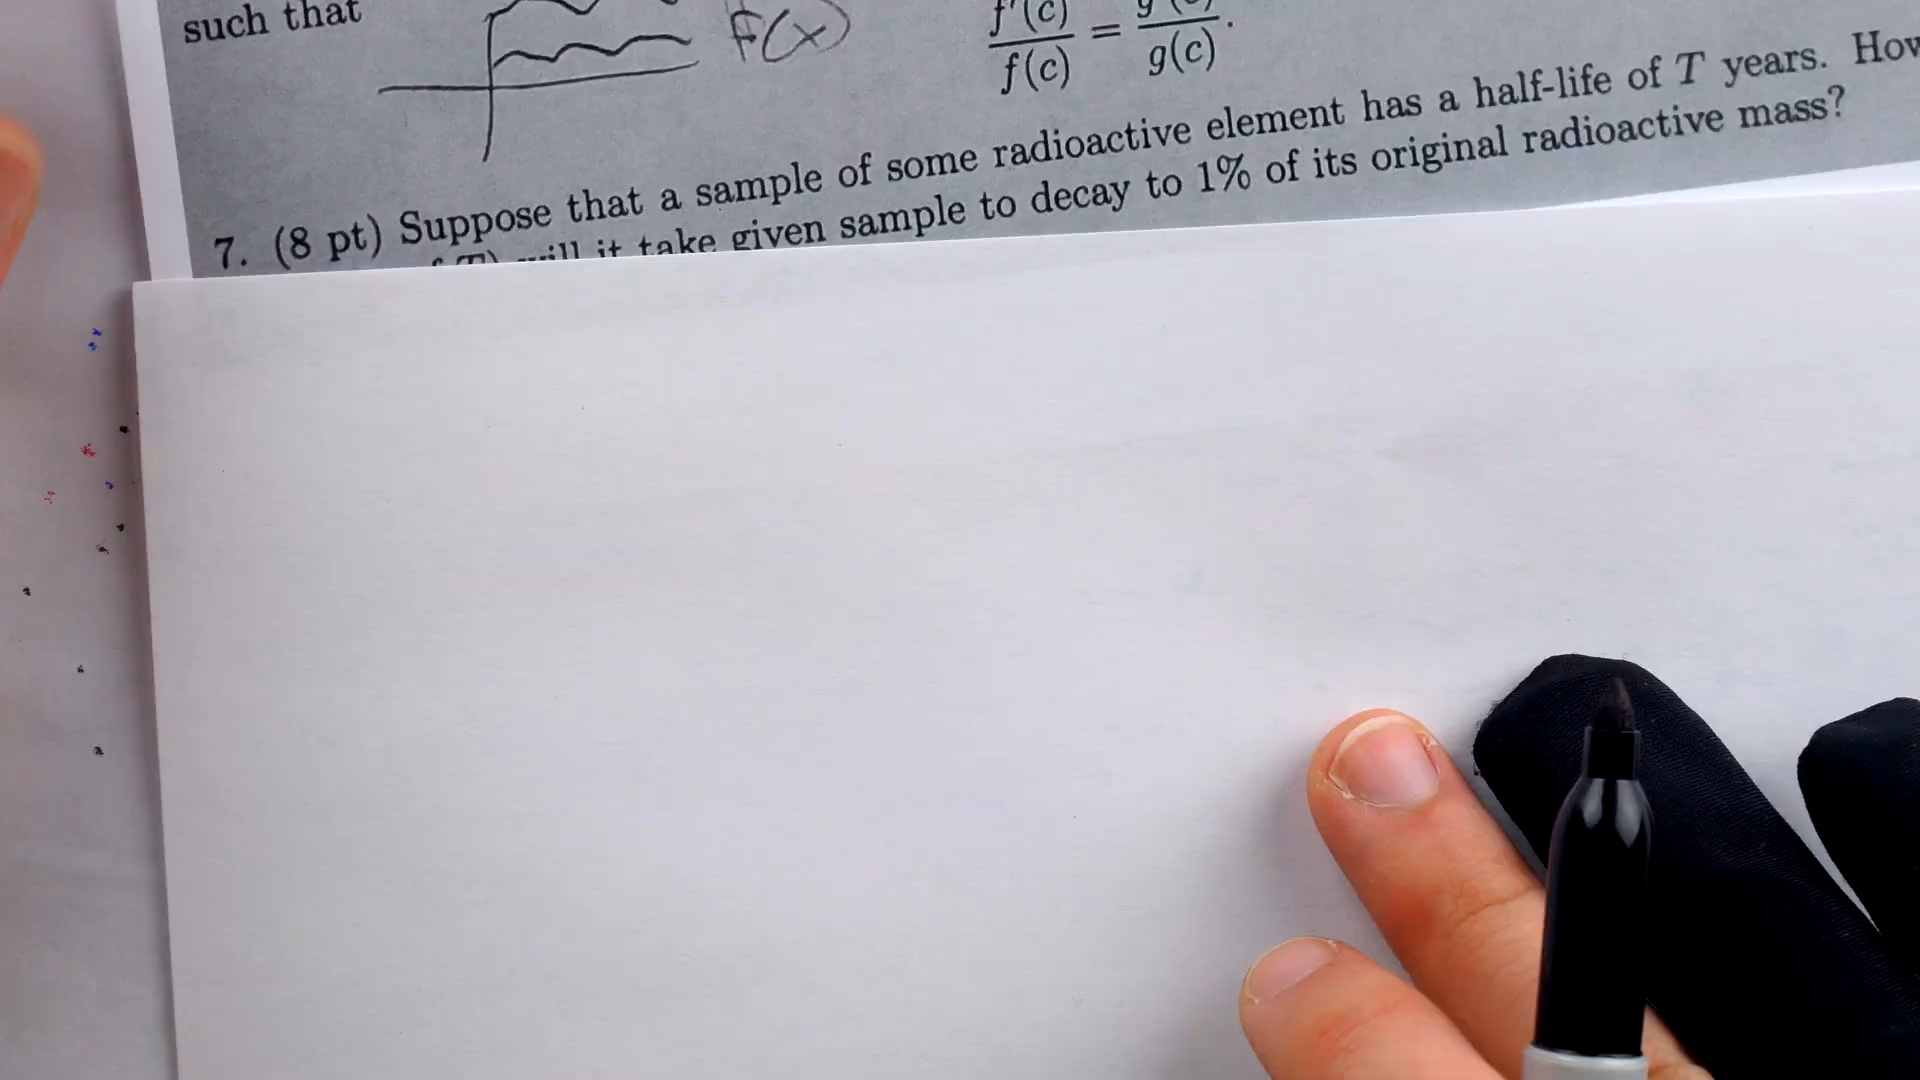 such that
F(x)
f'(c)/f(c) = g'(c)/g(c).
7. (8 pt) Suppose that a sample of some radioactive element has a half-life of T years. How
will it take given sample to decay to 1% of its original radioactive mass?